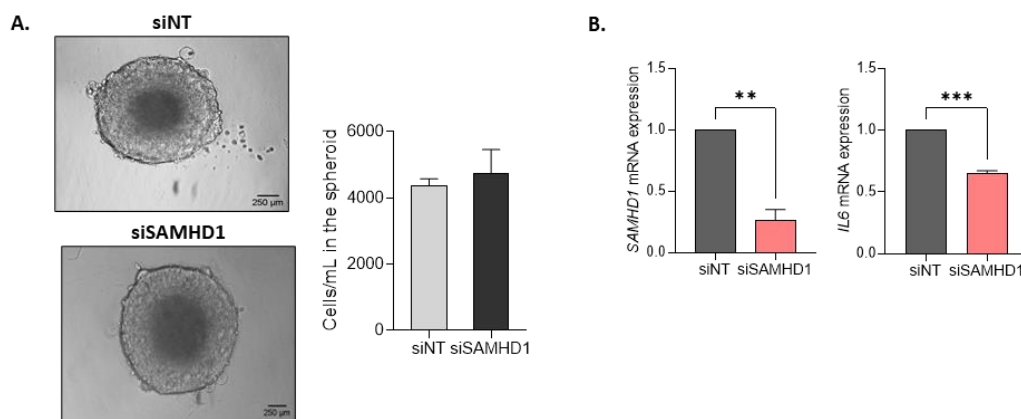 A.
siNT
250 µm
siSAMHD1
250 µm
Cells/mL in the spheroid
6000
4000
2000
0
siNT siSAMHD1
B.
SAMHD1 mRNA expression
1.5
1.0
0.5
0.0
**
siNT siSAMHD1
IL6 mRNA expression
1.5
1.0
0.5
0.0
***
siNT siSAMHD1